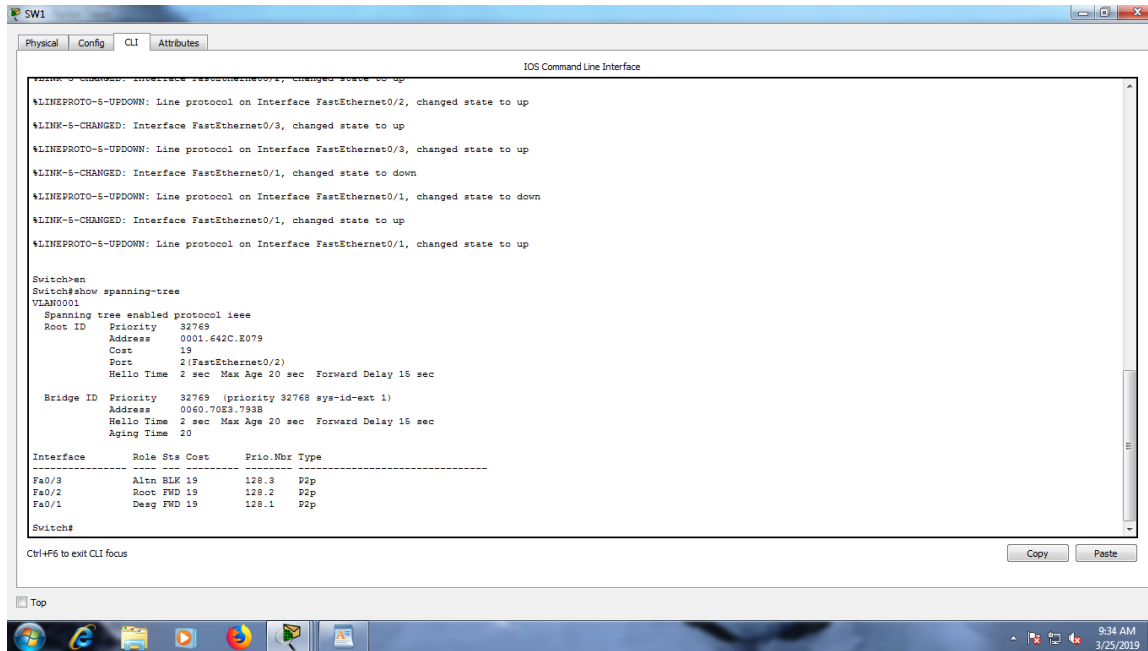 SW1
Physical Config CLI Attributes
IOS Command Line Interface
%LINK-5-CHANGED: Interface FastEthernet0/2, changed state to up
%LINEPROTO-5-UPDOWN: Line protocol on Interface FastEthernet0/2, changed state to up
%LINK-5-CHANGED: Interface FastEthernet0/3, changed state to up
%LINEPROTO-5-UPDOWN: Line protocol on Interface FastEthernet0/3, changed state to up
%LINK-5-CHANGED: Interface FastEthernet0/1, changed state to down
%LINEPROTO-5-UPDOWN: Line protocol on Interface FastEthernet0/1, changed state to down
%LINK-5-CHANGED: Interface FastEthernet0/1, changed state to up
%LINEPROTO-5-UPDOWN: Line protocol on Interface FastEthernet0/1, changed state to up
Switch>en
Switch#show spanning-tree
VLAN0001
  Spanning tree enabled protocol ieee
  Root ID    Priority    32769
             Address     0001.642C.E079
             Cost        19
             Port        2(FastEthernet0/2)
             Hello Time  2 sec  Max Age 20 sec  Forward Delay 15 sec
  Bridge ID  Priority    32769  (priority 32768 sys-id-ext 1)
             Address     0060.70E3.793B
             Hello Time  2 sec  Max Age 20 sec  Forward Delay 15 sec
             Aging Time  20
Interface        Role Sts Cost      Prio.Nbr Type
---------------- ---- --- --------- -------- --------------------------------
Fa0/3            Altn BLK 19        128.3    P2p
Fa0/2            Root FWD 19        128.2    P2p
Fa0/1            Desg FWD 19        128.1    P2p
Switch#
Ctrl+F6 to exit CLI focus
Copy Paste
Top
9:34 AM
3/25/2019